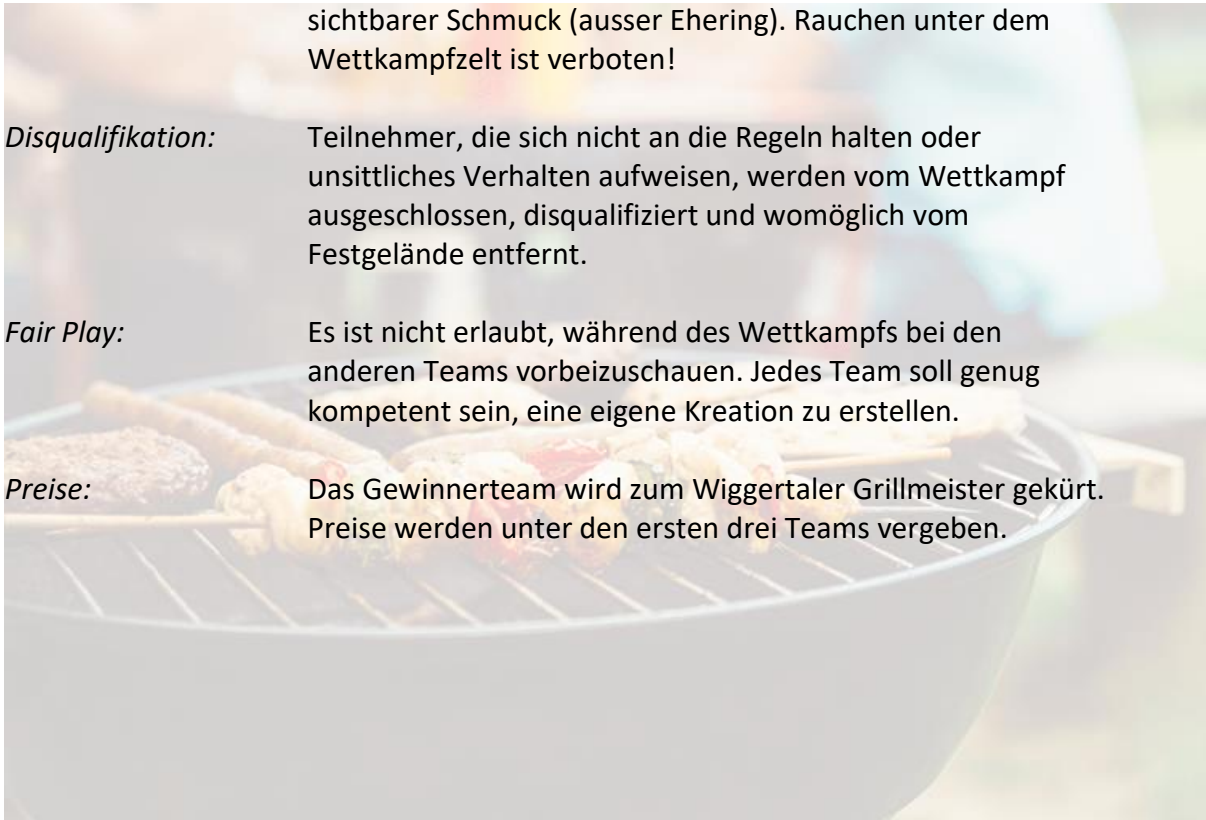 sichtbarer Schmuck (ausser Ehering). Rauchen unter dem
Wettkampfzelt ist verboten!
Disqualifikation: Teilnehmer, die sich nicht an die Regeln halten oder
unsittliches Verhalten aufweisen, werden vom Wettkampf
ausgeschlossen, disqualifiziert und womöglich vom
Festgelände entfernt.
Fair Play: Es ist nicht erlaubt, während des Wettkampfs bei den
anderen Teams vorbeizuschauen. Jedes Team soll genug
kompetent sein, eine eigene Kreation zu erstellen.
Preise: Das Gewinnerteam wird zum Wiggertaler Grillmeister gekürt.
Preise werden unter den ersten drei Teams vergeben.